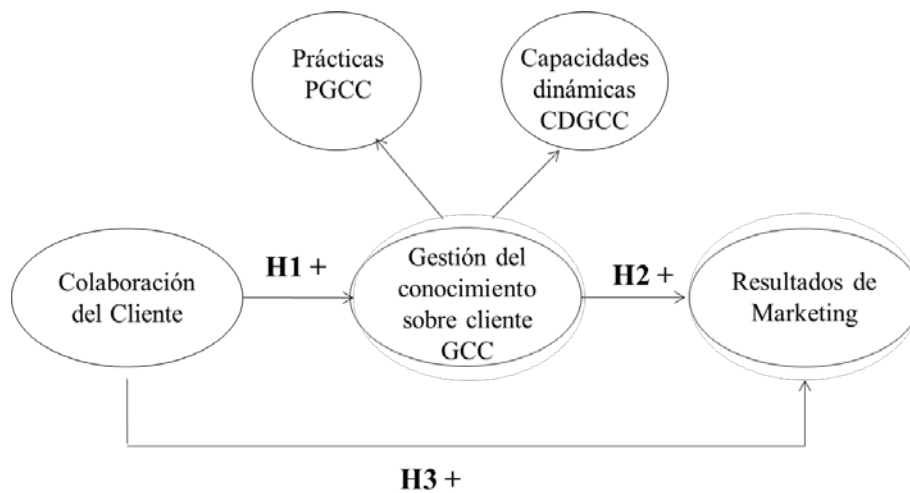 Prácticas
PGCC
Capacidades
dinámicas
CDGCC
Colaboración
del Cliente
H1 +
Gestión del
conocimiento
sobre cliente
GCC
H2 +
Resultados de
Marketing
H3 +